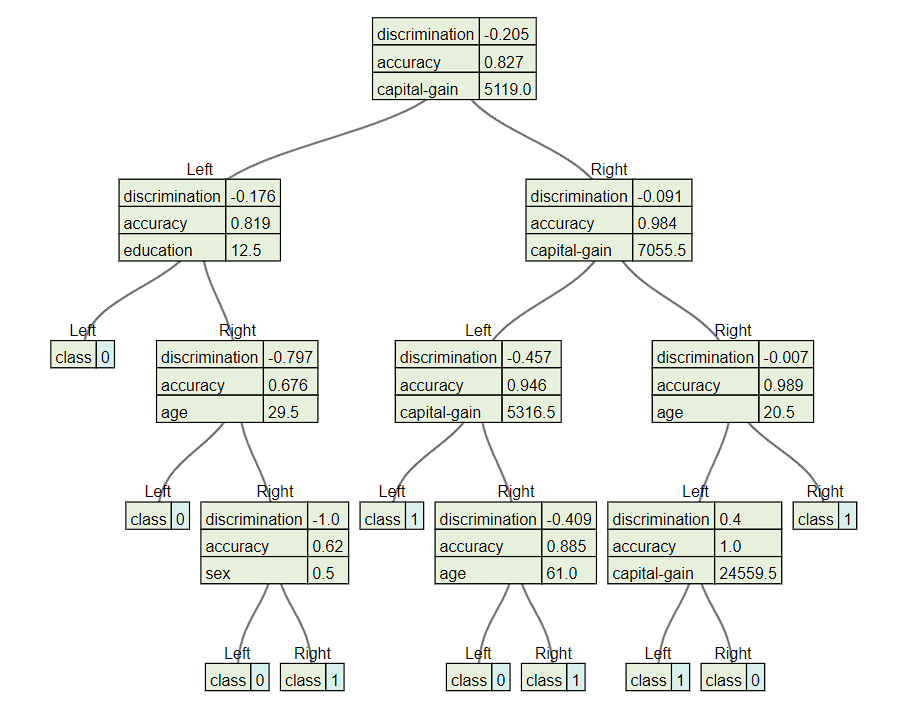 discrimination -0.205
accuracy 0.827
capital-gain 5119.0
Left Right
discrimination -0.176
accuracy 0.819
education 12.5
discrimination -0.091
accuracy 0.984
capital-gain 7055.5
Left Right Left Right
class 0
discrimination -0.797
accuracy 0.676
age 29.5
discrimination -0.457
accuracy 0.946
capital-gain 5316.5
discrimination -0.007
accuracy 0.989
age 20.5
Left Right Left Right Left Right
class 0
discrimination -1.0
accuracy 0.62
sex 0.5
class 1
discrimination -0.409
accuracy 0.885
age 61.0
discrimination 0.4
accuracy 1.0
capital-gain 24559.5
class 1
Left Right Left Right Left Right
class 0 class 1 class 0 class 1 class 1 class 0